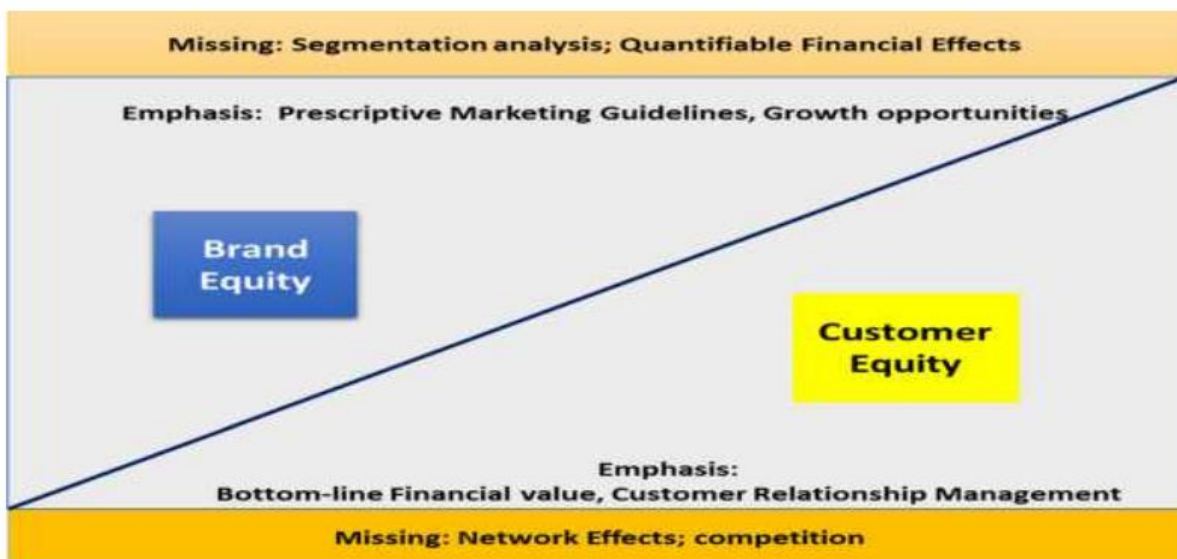 Missing: Segmentation analysis; Quantifiable Financial Effects
Emphasis: Prescriptive Marketing Guidelines, Growth opportunities
Brand
Equity
Customer
Equity
Emphasis:
Bottom-line Financial value, Customer Relationship Management
Missing: Network Effects; competition